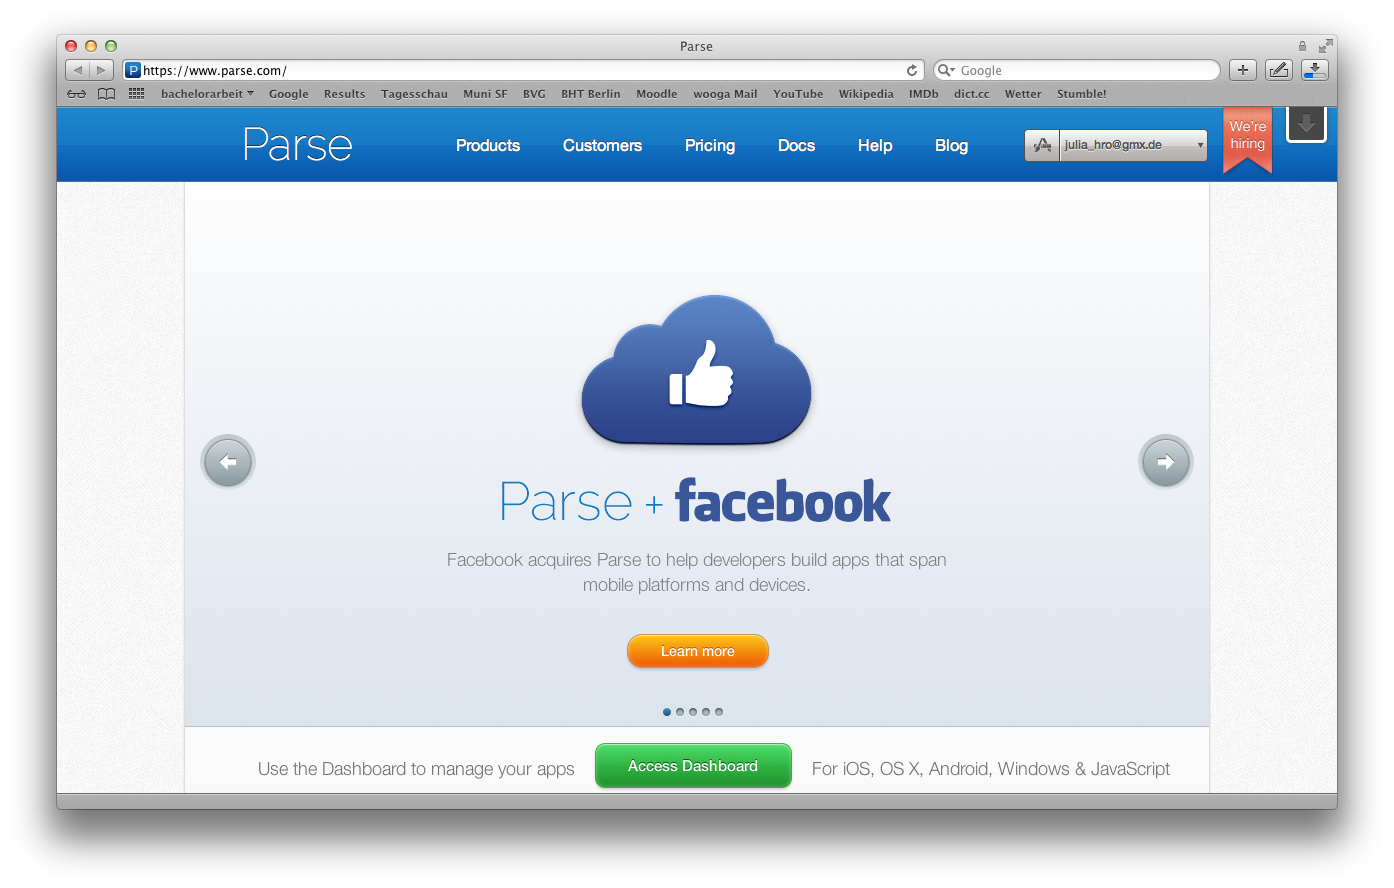 Parse
https://www.parse.com/
Google
bachelorarbeit Google Results Tagesschau Muni SF BVG BHT Berlin Moodle wooga Mail YouTube Wikipedia IMDb dict.cc Wetter Stumble!
Parse Products Customers Pricing Docs Help Blog julia_hro@gmx.de
We're
hiring
Parse + facebook
Facebook acquires Parse to help developers build apps that span
mobile platforms and devices.
Learn more
Use the Dashboard to manage your apps Access Dashboard For iOS, OS X, Android, Windows & JavaScript